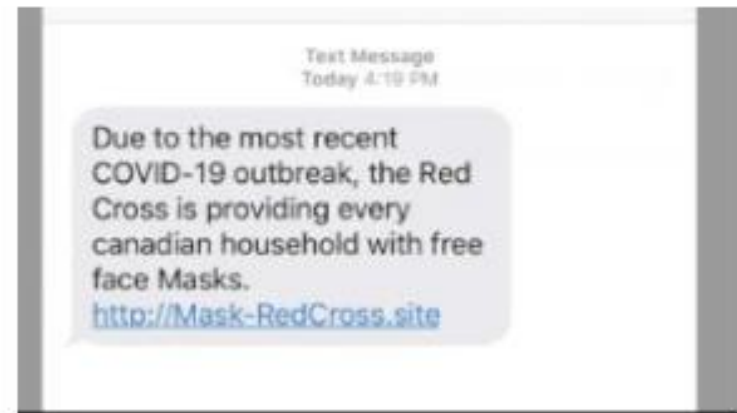 Text Message
Today 4:19 PM
Due to the most recent
COVID-19 outbreak, the Red
Cross is providing every
canadian household with free
face Masks.
http://Mask-RedCross.site